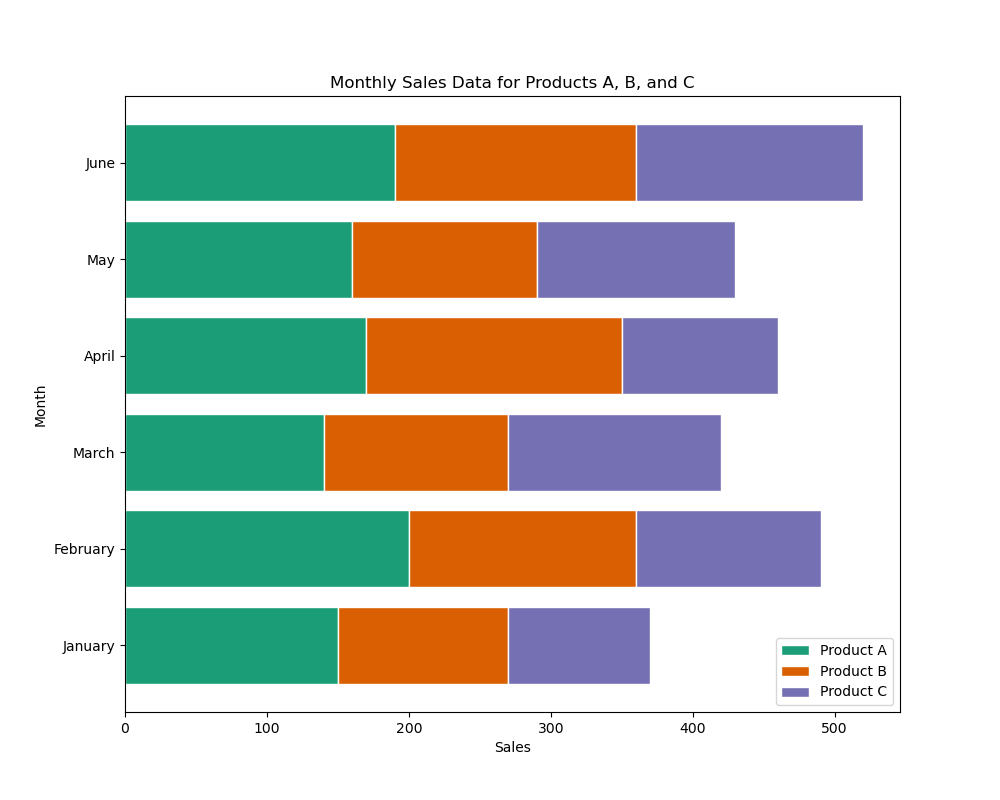 Monthly Sales Data for Products A, B, and C
Month
June
May
April
March
February
January
0 100 200 300 400 500
Sales
Product A
Product B
Product C